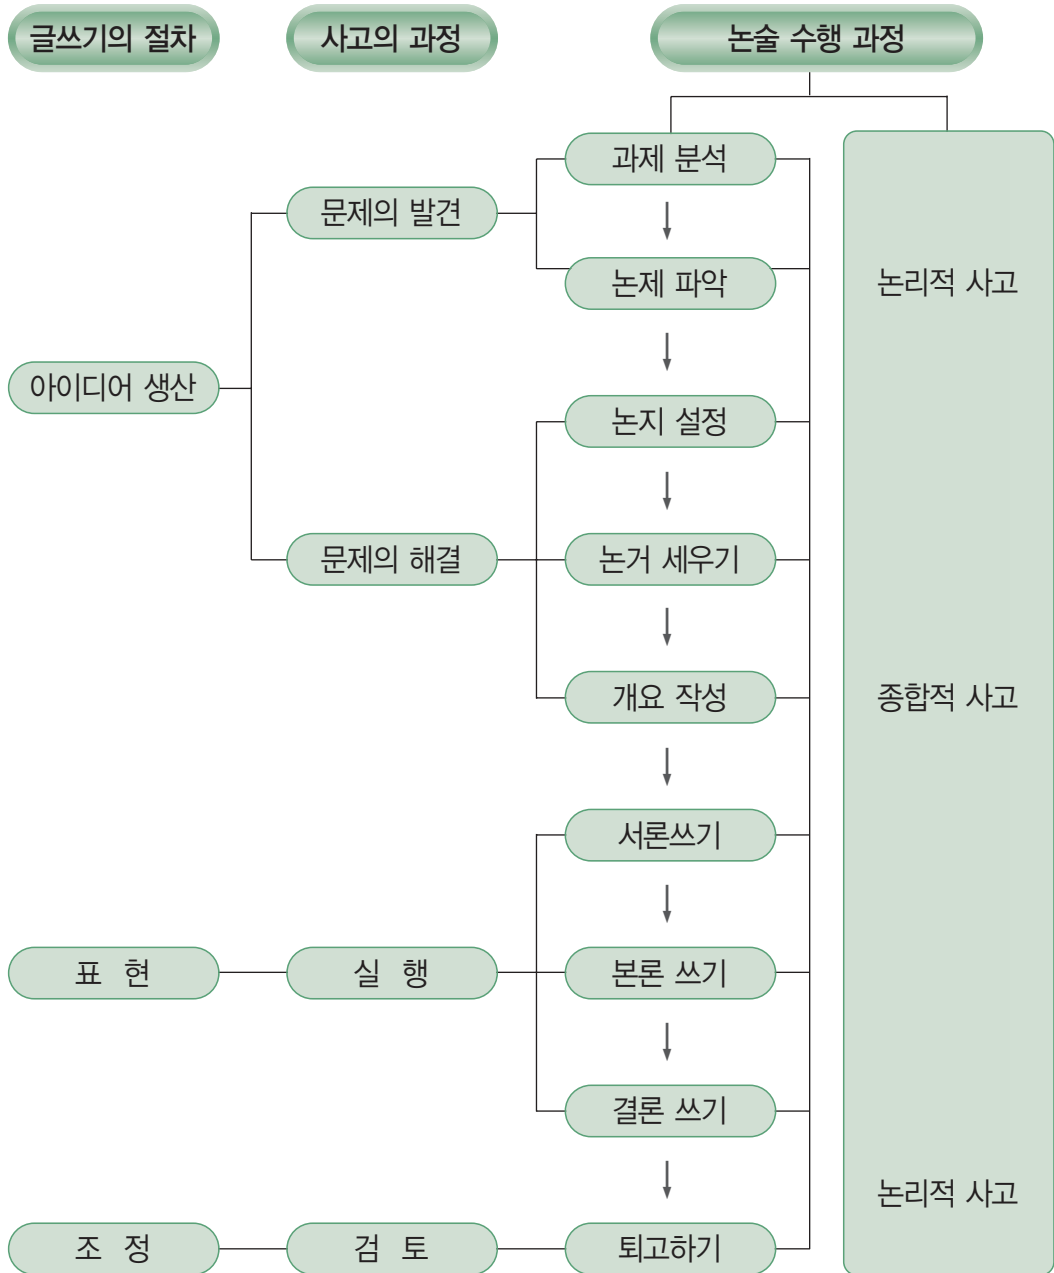 글쓰기의 절차
사고의 과정
논술 수행 과정
과제 분석
문제의 발견
논제 파악
논리적 사고
아이디어 생산
논지 설정
문제의 해결
논거 세우기
개요 작성
종합적 사고
서론쓰기
표 현
실 행
본론 쓰기
결론 쓰기
논리적 사고
조 정
검 토
퇴고하기